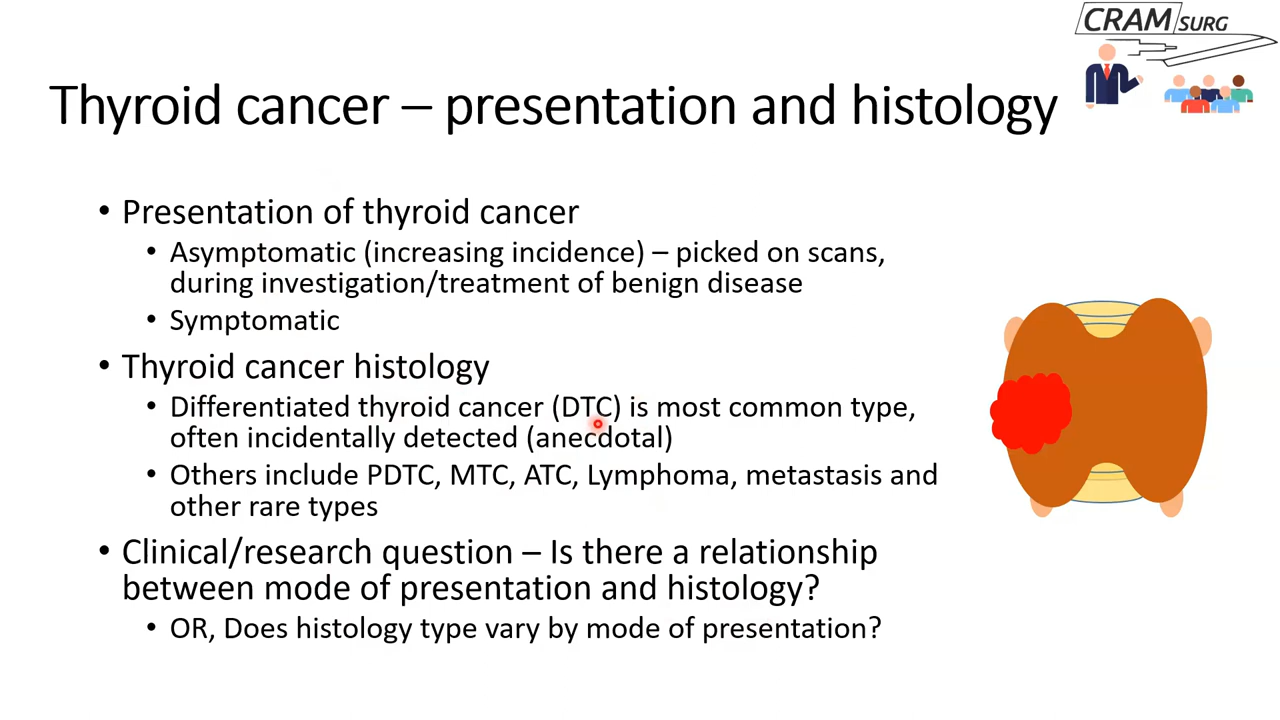 CRAM SURG
Thyroid cancer – presentation and histology
• Presentation of thyroid cancer
• Asymptomatic (increasing incidence) – picked on scans,
during investigation/treatment of benign disease
• Symptomatic
• Thyroid cancer histology
• Differentiated thyroid cancer (DTC) is most common type,
often incidentally detected (anecdotal)
• Others include PDTC, MTC, ATC, Lymphoma, metastasis and
other rare types
• Clinical/research question – Is there a relationship
between mode of presentation and histology?
• OR, Does histology type vary by mode of presentation?